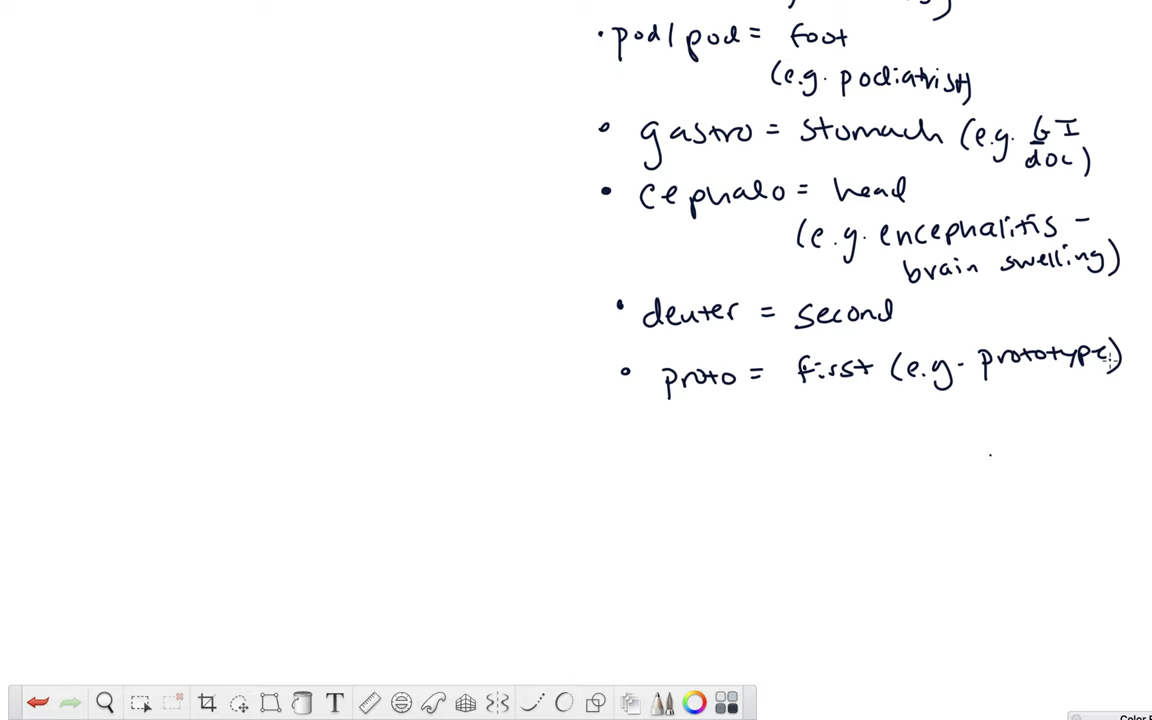 • pod/pod = foot
(e.g. podiatrist)
• gastro = stomach (e.g. GI
doc)
• cephalo = head
(e.g. encephalitis -
brain swelling)
• deuter = second
• proto = first (e.g. prototype)
T